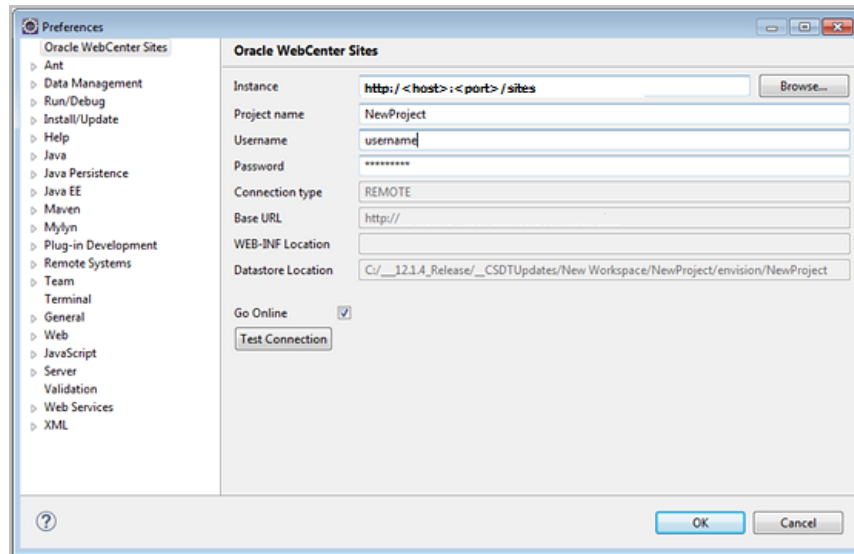 Preferences
Oracle WebCenter Sites
Ant
Data Management
Run/Debug
Install/Update
Help
Java
Java Persistence
Java EE
Maven
Mylyn
Plug-in Development
Remote Systems
Team
Terminal
General
Web
JavaScript
Server
Validation
Web Services
XML
Oracle WebCenter Sites
Instance http:/<host>:<port>/sites Browse...
Project name NewProject
Username username
Password *********
Connection type REMOTE
Base URL http://
WEB-INF Location
Datastore Location C:/__12.1.4_Release/_CSDTUpdates/New Workspace/NewProject/envision/NewProject
Go Online
Test Connection
? OK Cancel